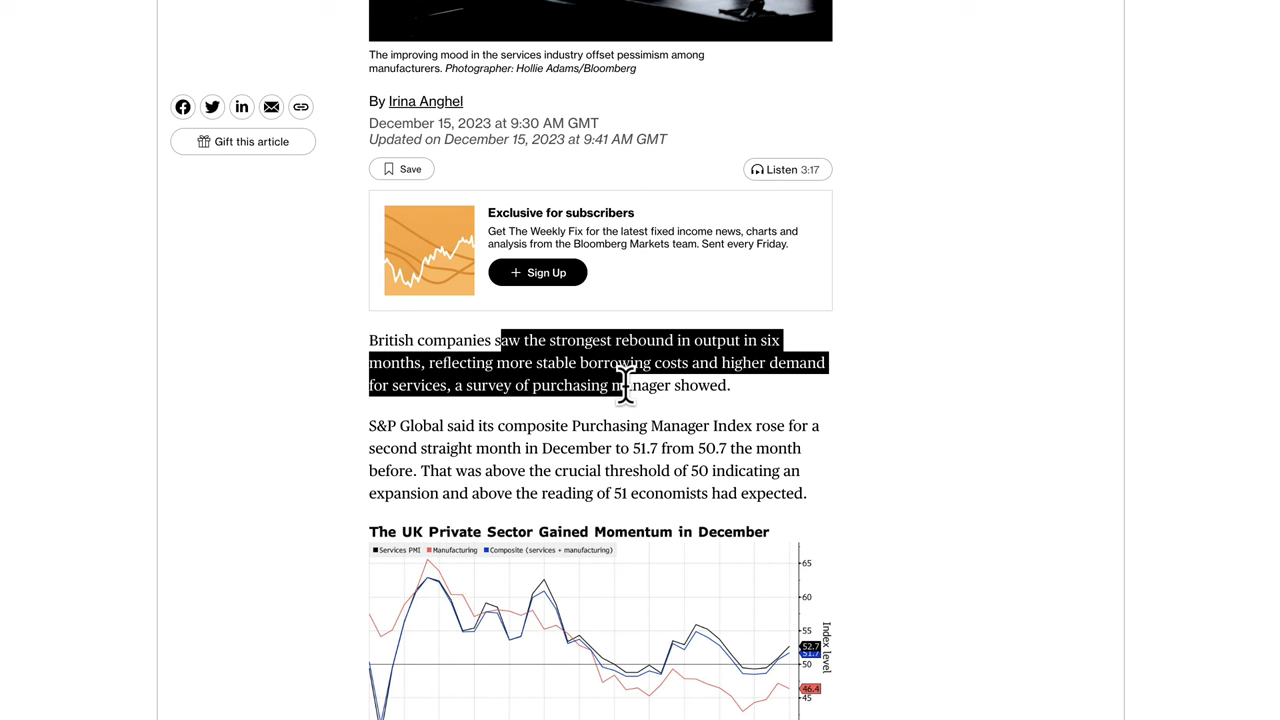 The improving mood in the services industry offset pessimism among
manufacturers. Photographer: Hollie Adams/Bloomberg
By Irina Anghel
December 15, 2023 at 9:30 AM GMT
Updated on December 15, 2023 at 9:41 AM GMT
Gift this article
Save
Listen 3:17
Exclusive for subscribers
Get The Weekly Fix for the latest fixed income news, charts and
analysis from the Bloomberg Markets team. Sent every Friday.
+ Sign Up
British companies saw the strongest rebound in output in six
months, reflecting more stable borrowing costs and higher demand
for services, a survey of purchasing manager showed.
S&P Global said its composite Purchasing Manager Index rose for a
second straight month in December to 51.7 from 50.7 the month
before. That was above the crucial threshold of 50 indicating an
expansion and above the reading of 51 economists had expected.
The UK Private Sector Gained Momentum in December
Services PMI Manufacturing Composite (services + manufacturing)
65
60
55
52.7
51.7
50
46.4
45
Index level